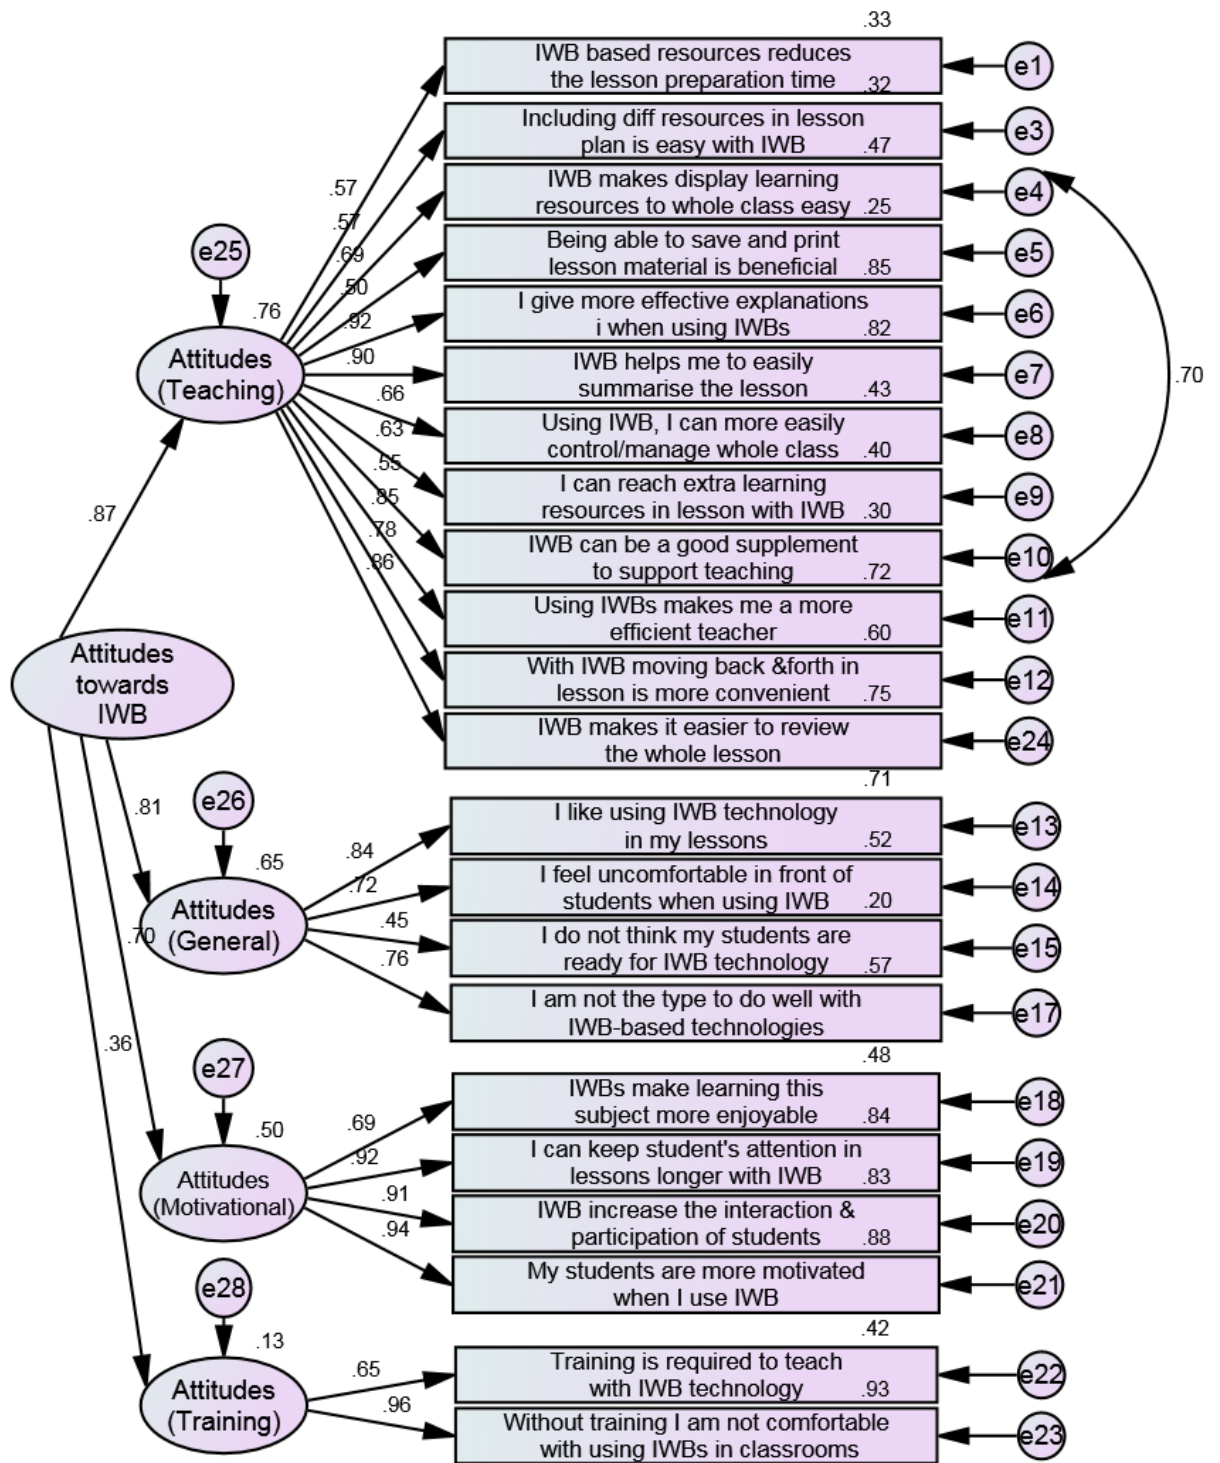 .33
IWB based resources reduces
the lesson preparation time .32
e1
Including diff resources in lesson
plan is easy with IWB .47
e3
IWB makes display learning
resources to whole class easy .25
e4
Being able to save and print
lesson material is beneficial .85
e5
I give more effective explanations
i when using IWBs .82
e6
IWB helps me to easily
summarise the lesson .43
e7
Using IWB, I can more easily
control/manage whole class .40
e8
I can reach extra learning
resources in lesson with IWB .30
e9
IWB can be a good supplement
to support teaching .72
e10
Using IWBs makes me a more
efficient teacher .60
e11
With IWB moving back &forth in
lesson is more convenient .75
e12
IWB makes it easier to review
the whole lesson
e24
.70
.57
.57
.69
.50
.92
.90
.66
.63
.55
.85
.78
.86
e25
.76
Attitudes
(Teaching)
.87
Attitudes
towards
IWB
.81
.70
.36
e26
.65
Attitudes
(General)
.84
.72
.45
.76
.71
I like using IWB technology
in my lessons .52
e13
I feel uncomfortable in front of
students when using IWB .20
e14
I do not think my students are
ready for IWB technology .57
e15
I am not the type to do well with
IWB-based technologies
e17
e27
.50
Attitudes
(Motivational)
.69
.92
.91
.94
.48
IWBs make learning this
subject more enjoyable .84
e18
I can keep student's attention in
lessons longer with IWB .83
e19
IWB increase the interaction &
participation of students .88
e20
My students are more motivated
when I use IWB
e21
e28
.13
Attitudes
(Training)
.65
.96
.42
Training is required to teach
with IWB technology .93
e22
Without training I am not comfortable
with using IWBs in classrooms
e23